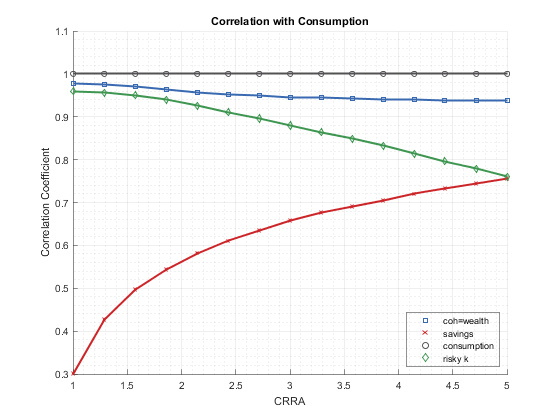 Correlation with Consumption
1.1
1
0.9
0.8
0.7
0.6
0.5
0.4
0.3
Correlation Coefficient
coh=wealth
savings
consumption
risky k
1
1.5
2
2.5
3
3.5
4
4.5
5
CRRA